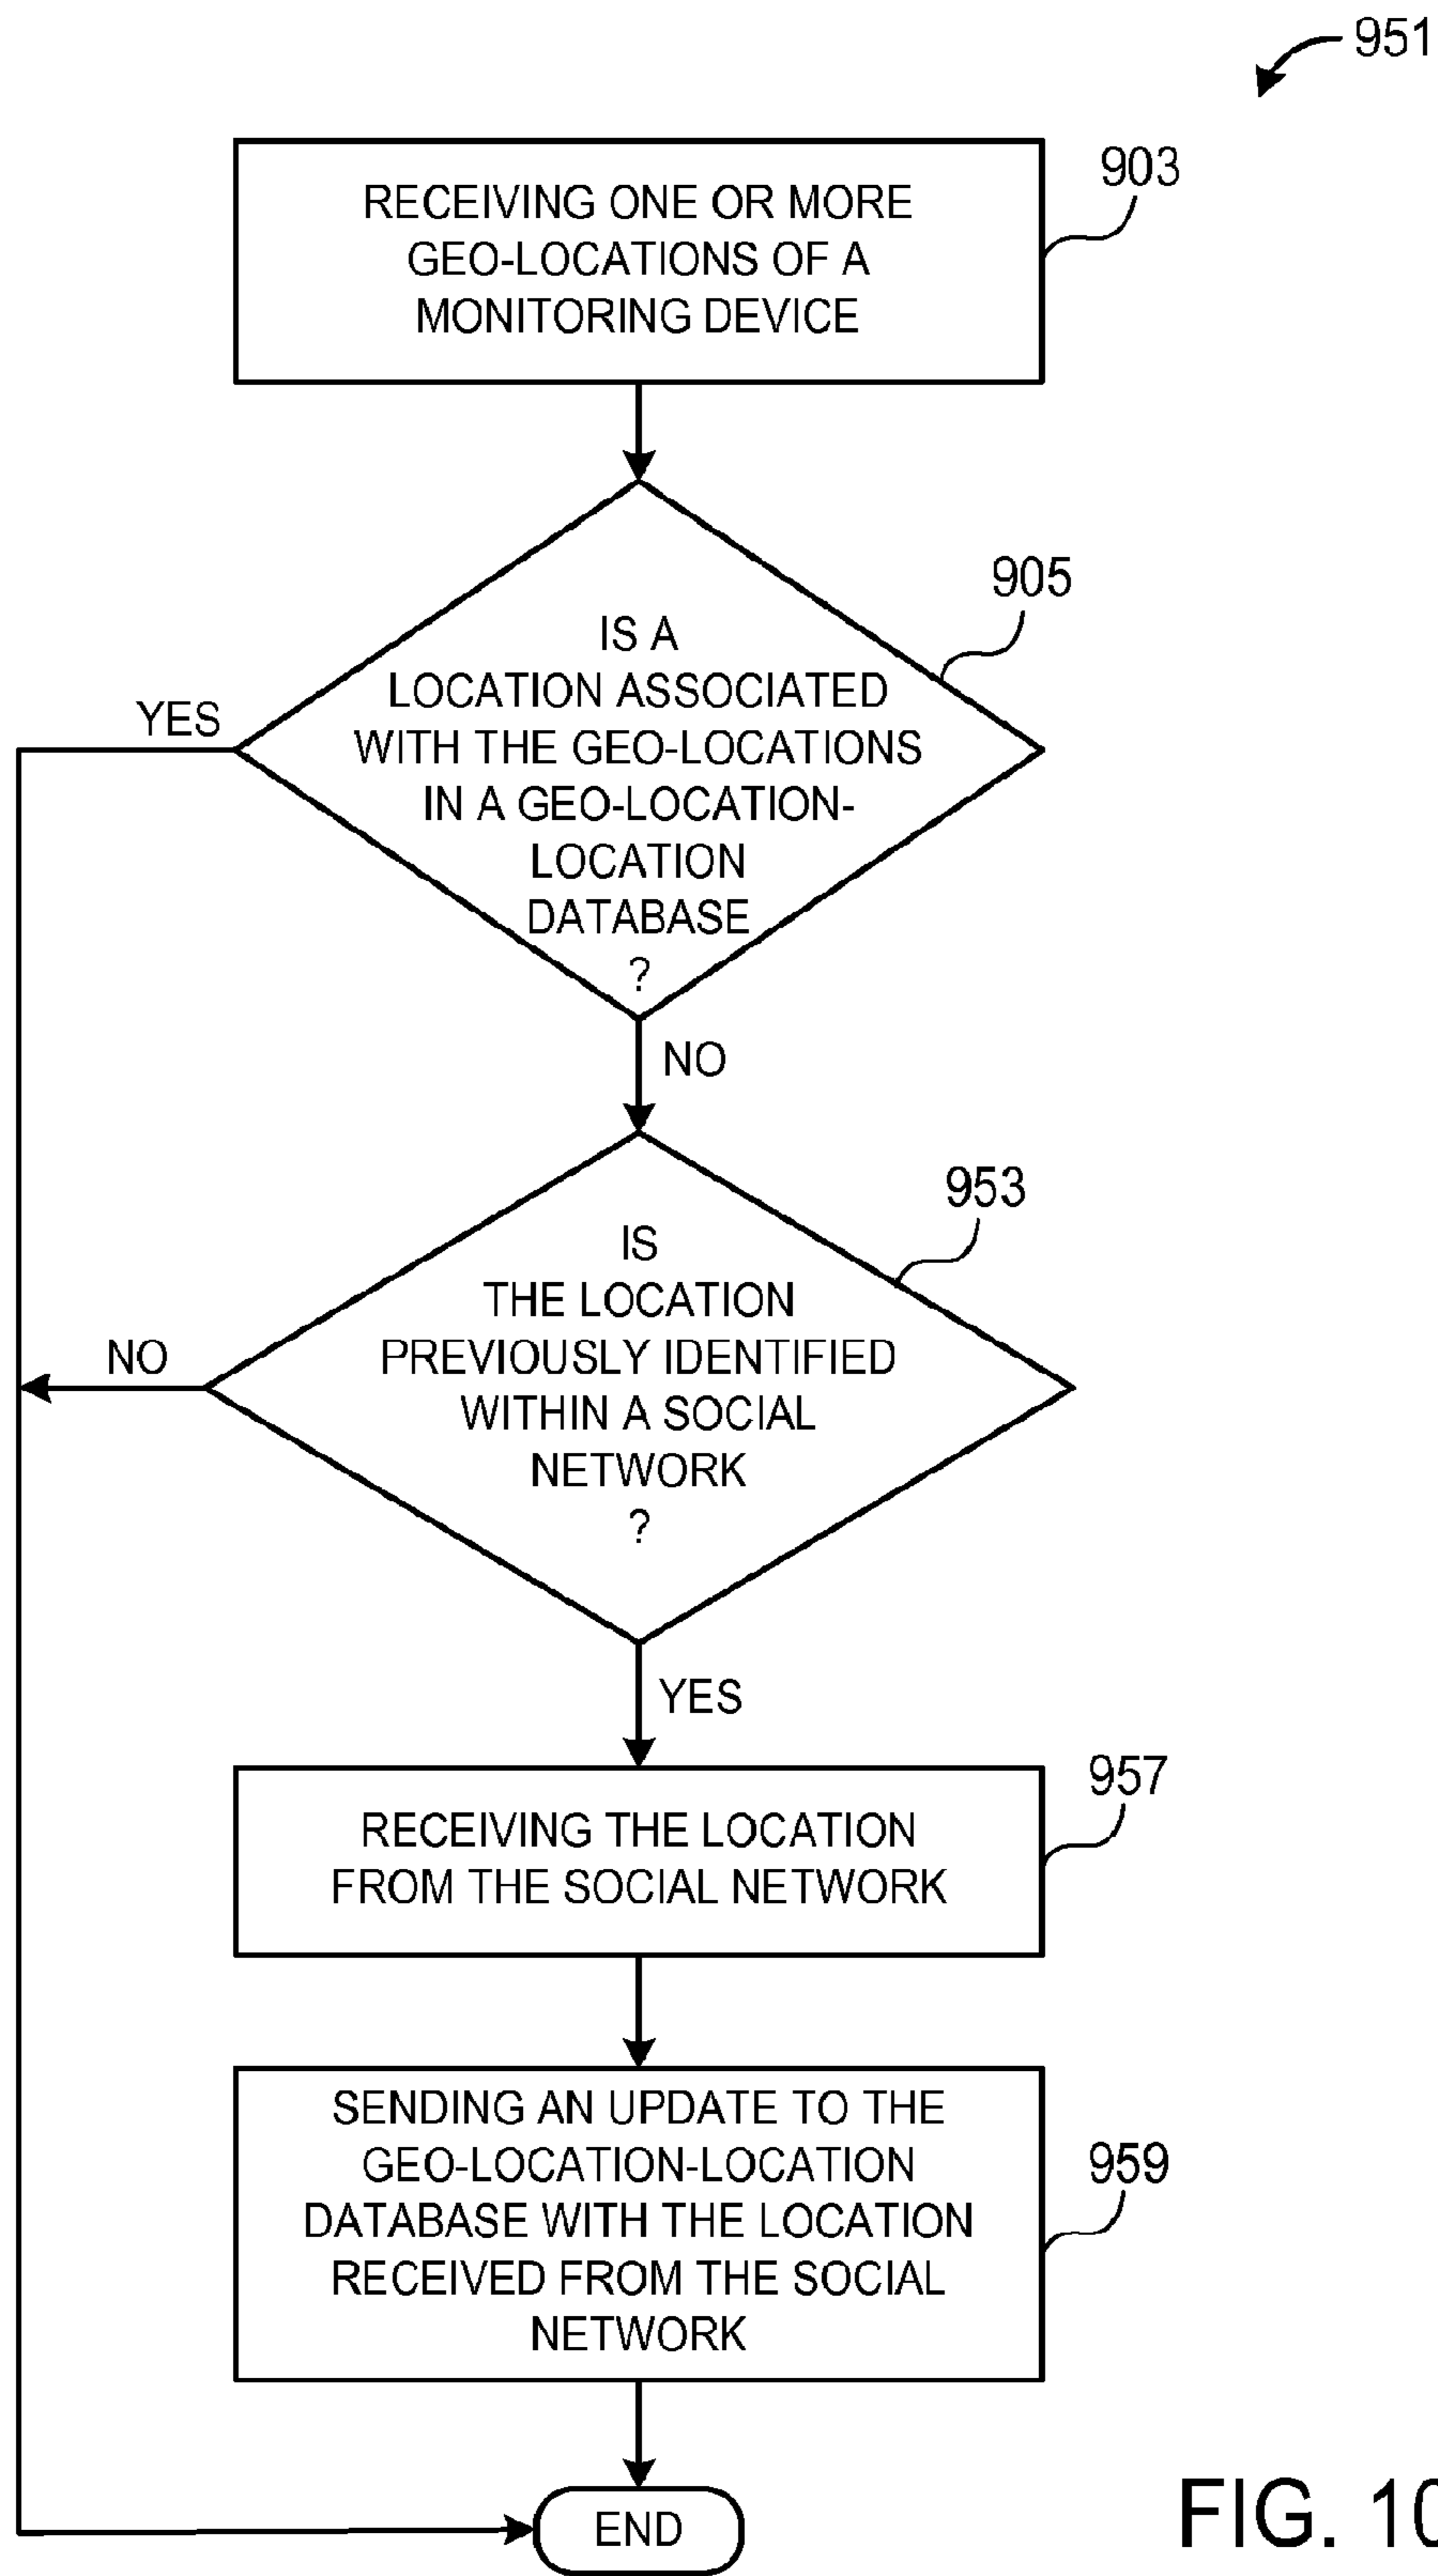 951
903
RECEIVING ONE OR MORE
GEO-LOCATIONS OF A
MONITORING DEVICE
905
IS A
LOCATION ASSOCIATED
WITH THE GEO-LOCATIONS
IN A GEO-LOCATION-
LOCATION
DATABASE
?
YES
NO
953
IS
THE LOCATION
PREVIOUSLY IDENTIFIED
WITHIN A SOCIAL
NETWORK
?
NO
YES
957
RECEIVING THE LOCATION
FROM THE SOCIAL NETWORK
959
SENDING AN UPDATE TO THE
GEO-LOCATION-LOCATION
DATABASE WITH THE LOCATION
RECEIVED FROM THE SOCIAL
NETWORK
END
FIG. 10